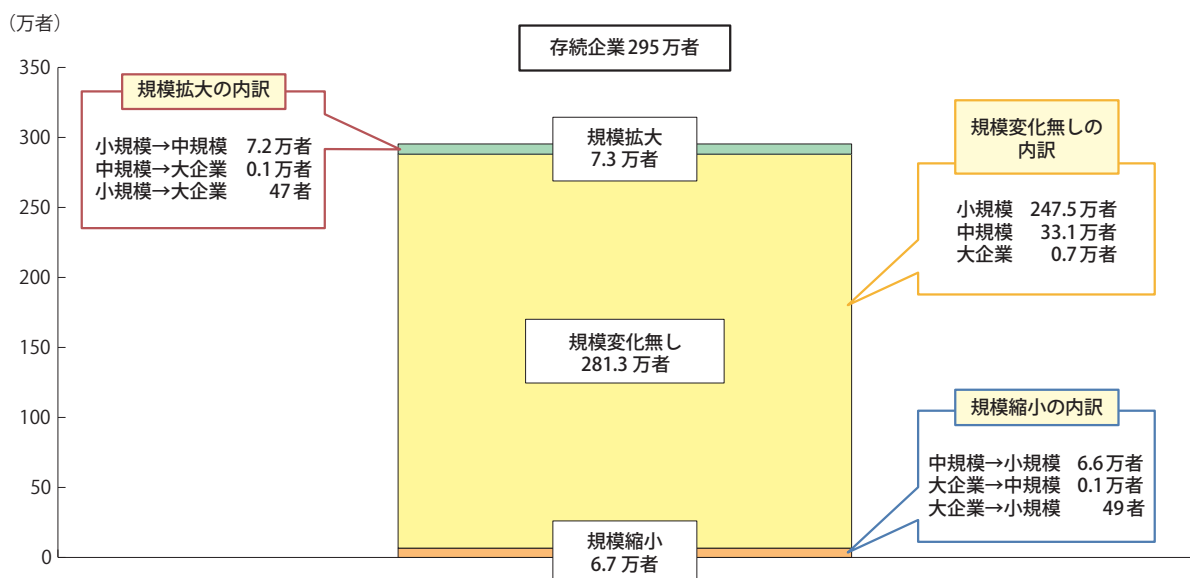 （万者）
存続企業 295万者
350
300
250
200
150
100
50
0
規模拡大の内訳
小規模→中規模 7.2万者
中規模→大企業 0.1万者
小規模→大企業 47者
規模拡大
7.3万者
規模変化無しの
内訳
小規模 247.5万者
中規模 33.1万者
大企業 0.7万者
規模変化無し
281.3万者
規模縮小の内訳
中規模→小規模 6.6万者
大企業→中規模 0.1万者
大企業→小規模 49者
規模縮小
6.7万者